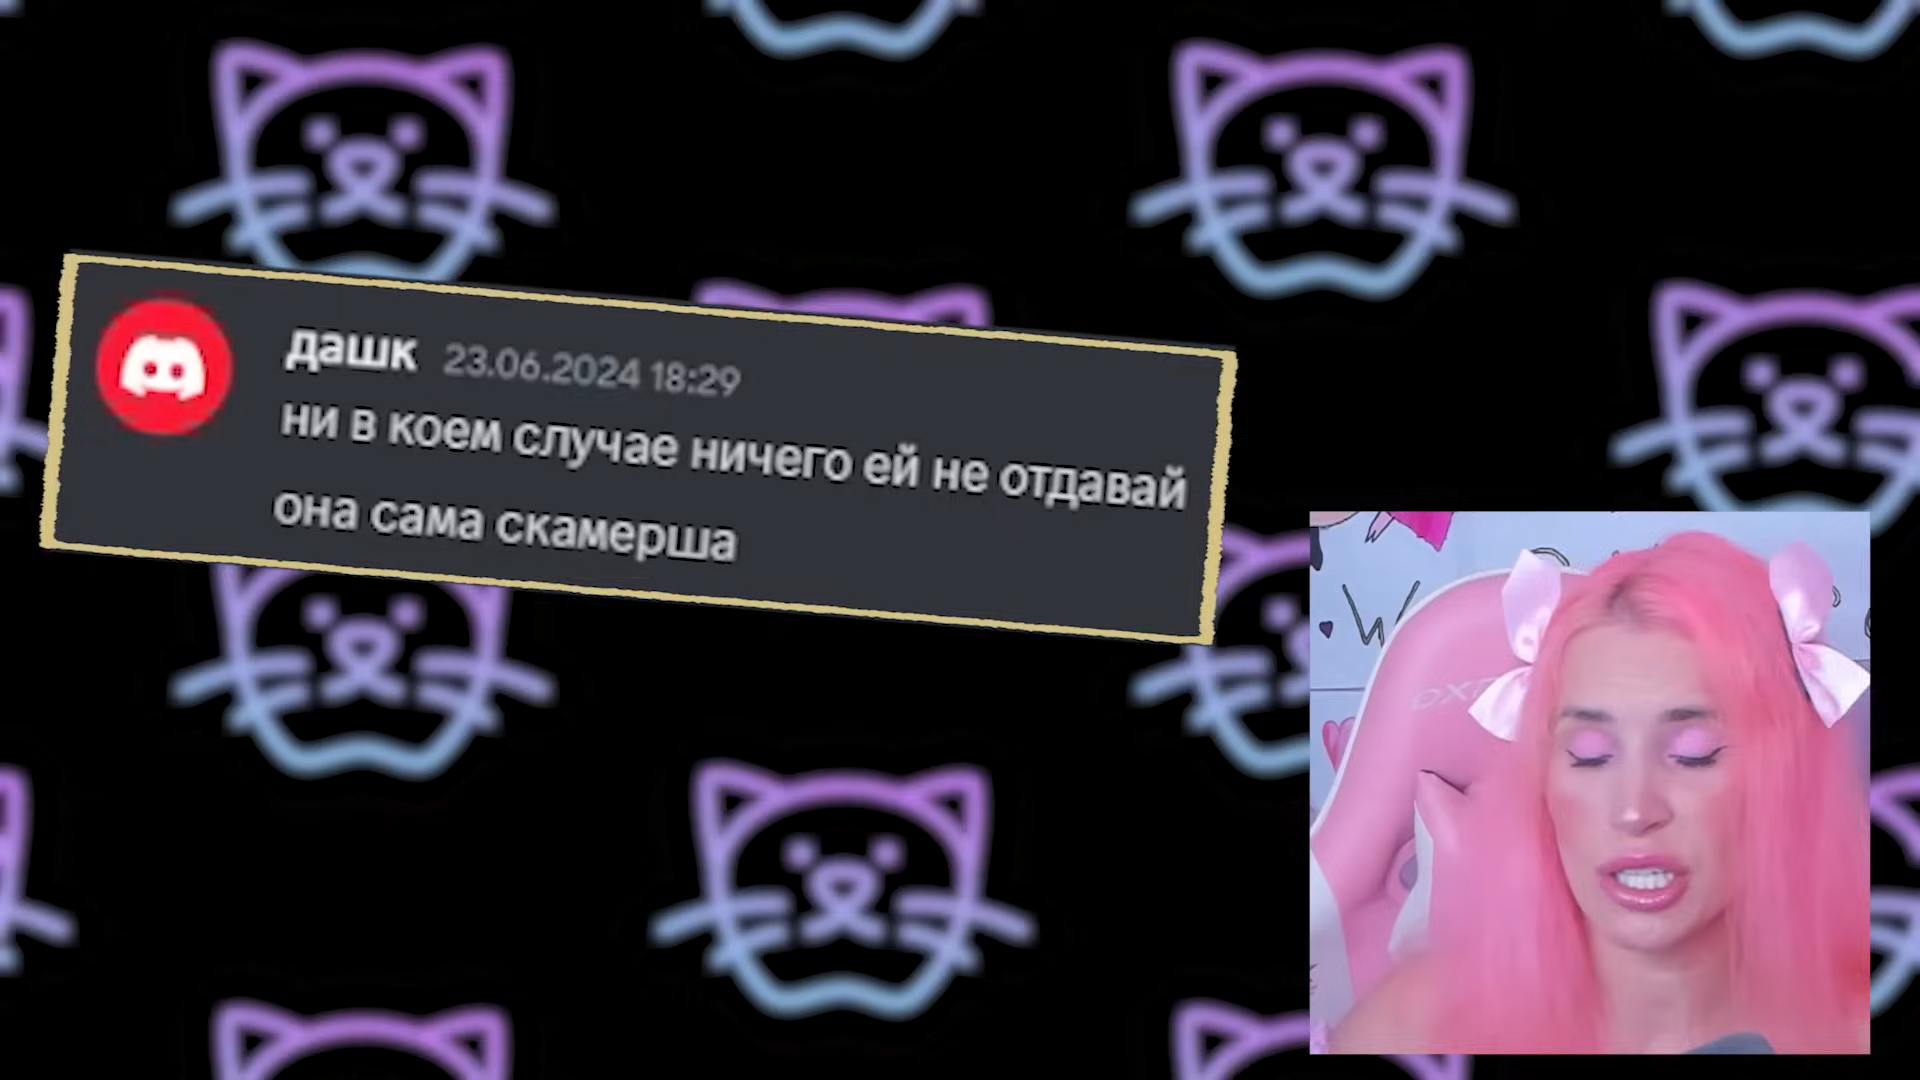 дашк 23.06.2024 18:29
ни в коем случае ничего ей не отдавай
она сама скамерша